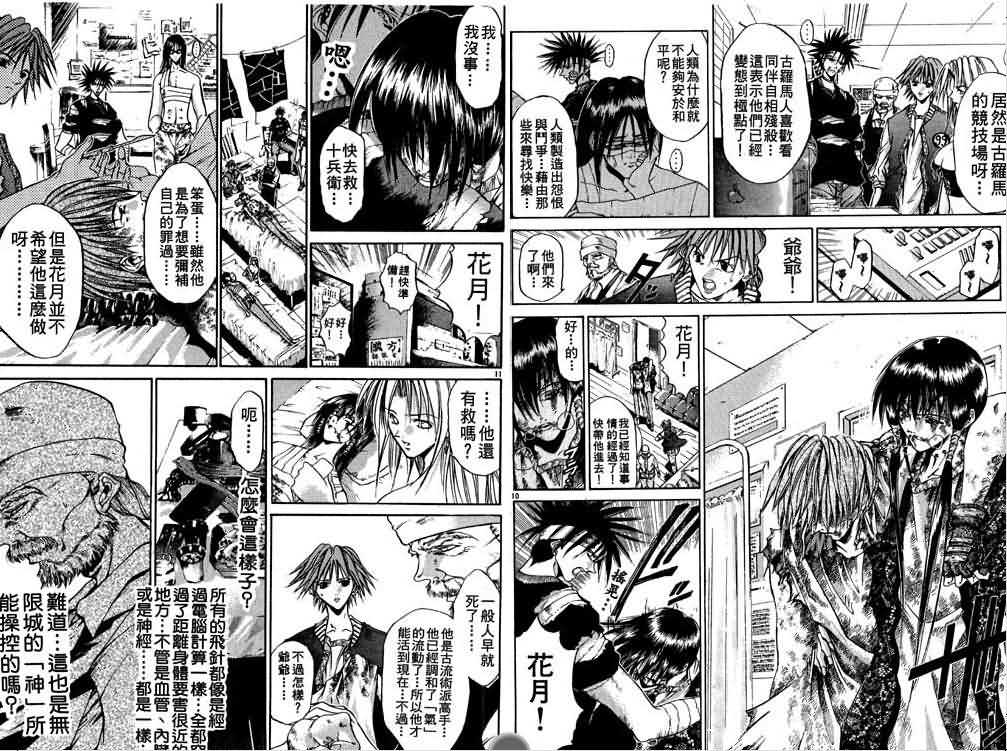 居然是古羅馬
的競技場呀…
古羅馬人喜歡看
同伴自相殘殺…
這表示他們已經
變態到極點了！
…
人類為什麼就
不能夠安於和
平呢？
人類製造出怨恨
與鬥爭…藉由那
些來尋找快樂…
…
嗶～
嗶～
爺爺！
他們來
了啊…
花月！
我已經知道事
情的經過了！
快帶他進去！
好…的…
10
搖晃…
花月！
我……
我沒事…
嗯…
快去救…
十兵衛…
花月！
趕快準
備！
好…
好！
11
笨蛋……雖然他
是為了想要彌補
自己的罪過……
但是花月並不
希望他這麼做
呀…………
……他還
有救嗎？
一般人早就
死了……
他是古流術派高手…
他已經調和了「氣」
的流動了…所以他才
能活到現在…不過…
不過怎樣？
爺爺……
呃…
怎麼會這樣子？
所有的飛針都像是經
過電腦計算一樣…全都穿
過了距離身體要害很近的
地方…不管是血管、內臟
或是神經……都是一樣…
難道…這也是無
限城的「神」所
能操控的嗎？